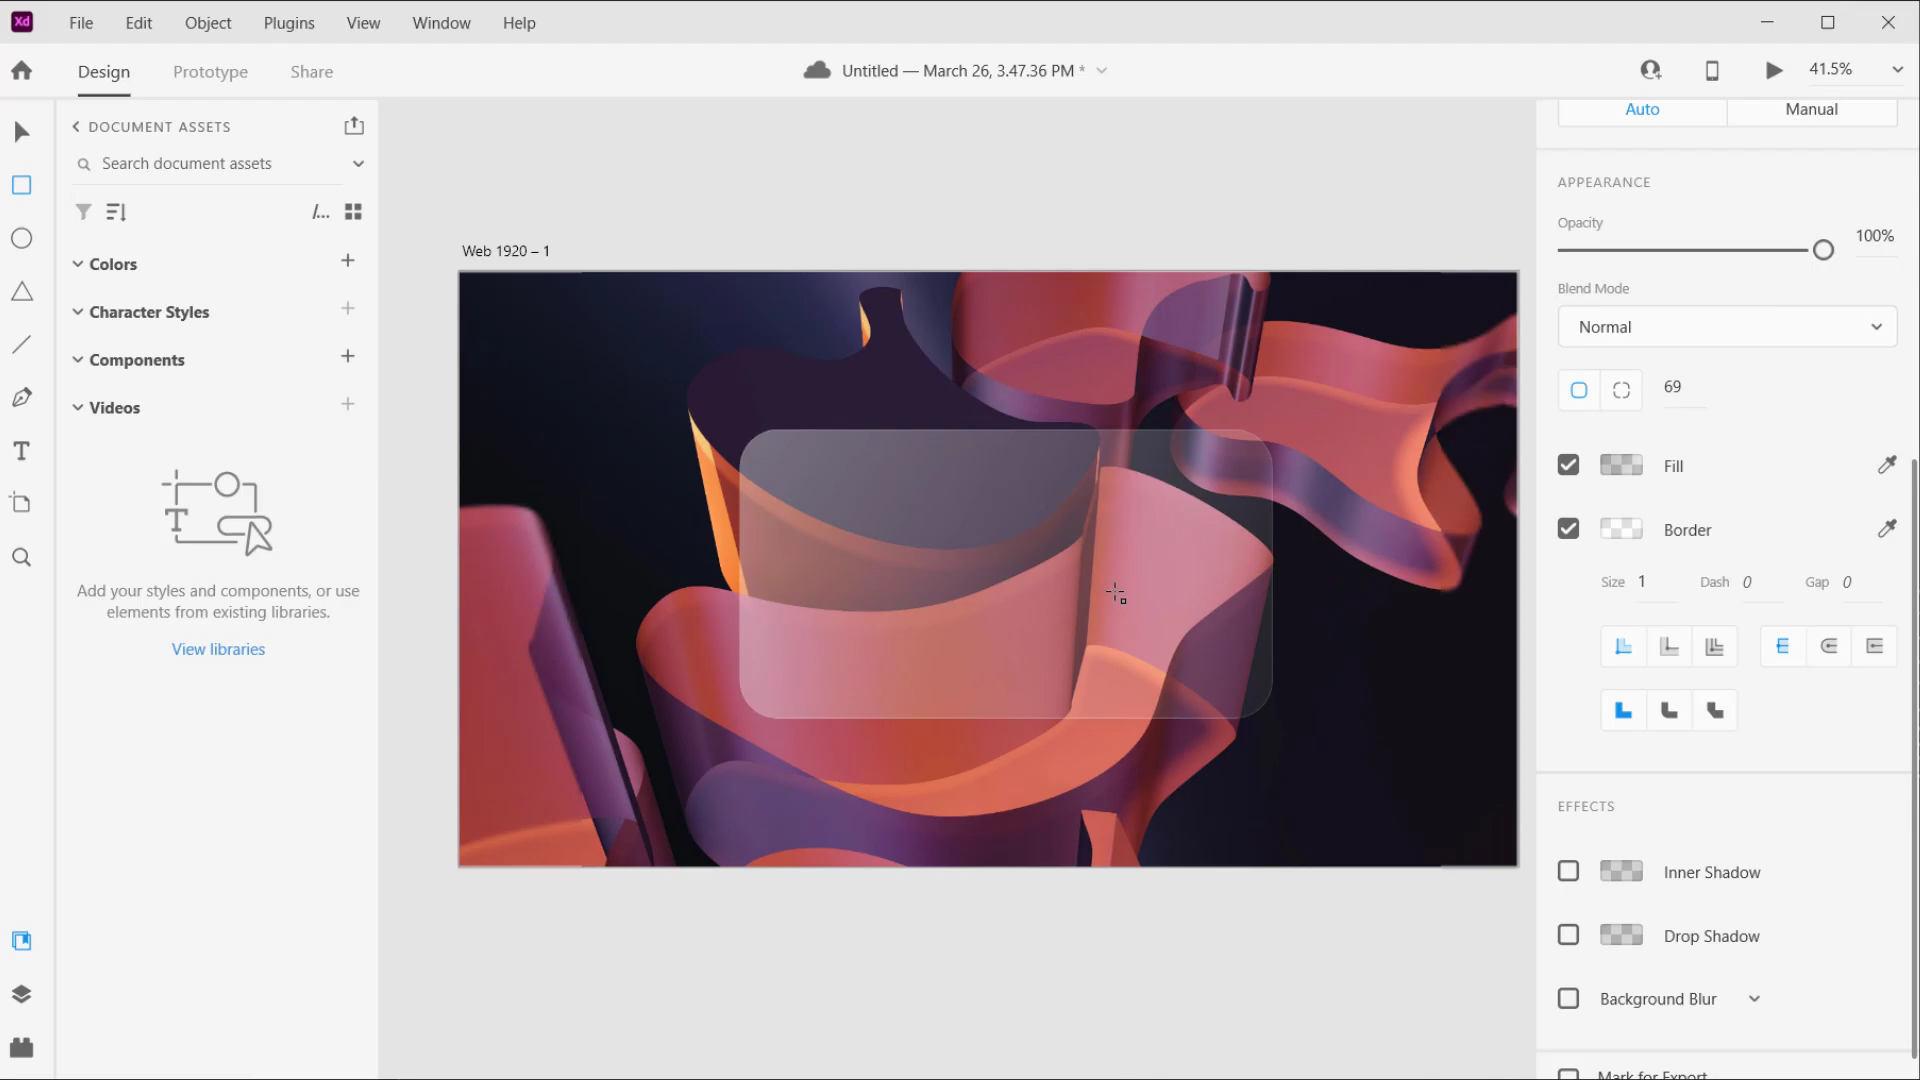 Xd File Edit Object Plugins View Window Help
Design Prototype Share Untitled — March 26, 3.47.36 PM * 41.5%
DOCUMENT ASSETS
Search document assets
/...
Colors
Character Styles
Components
Videos
T
Add your styles and components, or use
elements from existing libraries.
View libraries
T
Web 1920 – 1
Auto Manual
APPEARANCE
Opacity
100%
Blend Mode
Normal
69
Fill
Border
Size 1 Dash 0 Gap 0
EFFECTS
Inner Shadow
Drop Shadow
Background Blur
Mark for Export